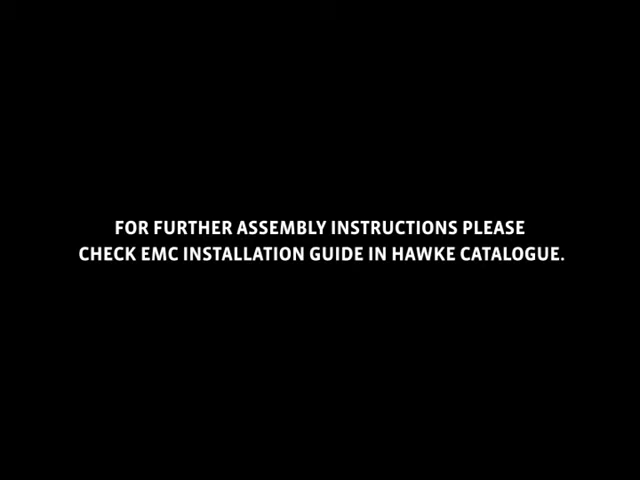 FOR FURTHER ASSEMBLY INSTRUCTIONS PLEASE
CHECK EMC INSTALLATION GUIDE IN HAWKE CATALOGUE.